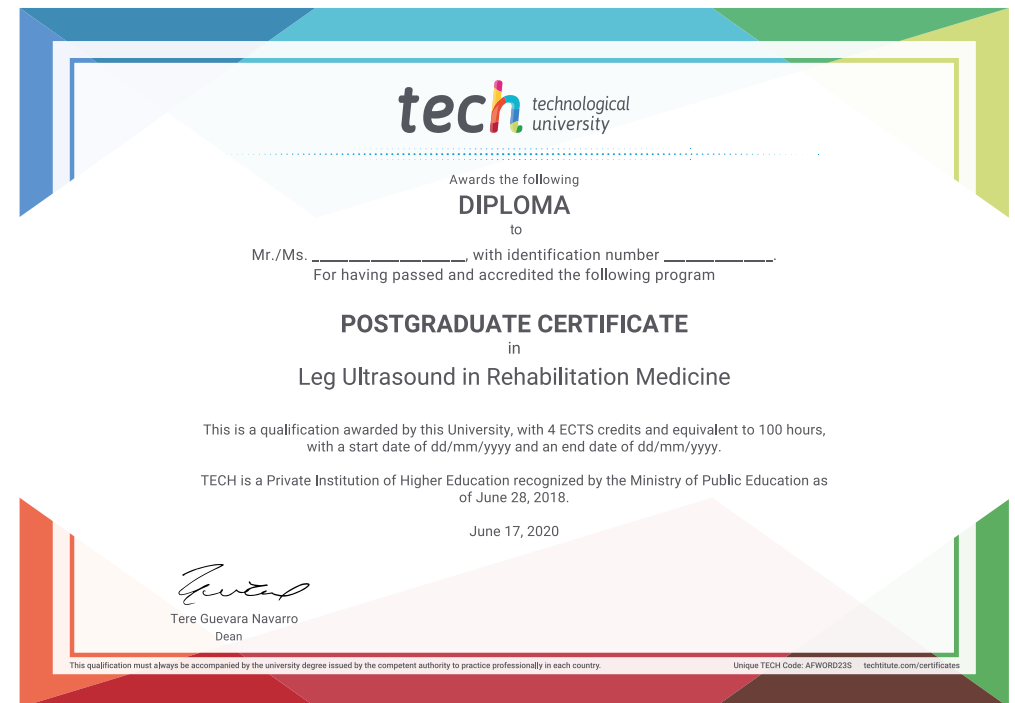 tech technological
university
Awards the following
DIPLOMA
to
Mr./Ms. ____________________, with identification number ______________.
For having passed and accredited the following program
POSTGRADUATE CERTIFICATE
in
Leg Ultrasound in Rehabilitation Medicine
This is a qualification awarded by this University, with 4 ECTS credits and equivalent to 100 hours,
with a start date of dd/mm/yyyy and an end date of dd/mm/yyyy.
TECH is a Private Institution of Higher Education recognized by the Ministry of Public Education as
of June 28, 2018.
June 17, 2020
Tere Guevara Navarro
Dean
This qualification must always be accompanied by the university degree issued by the competent authority to practice professionally in each country.
Unique TECH Code: AFWORD23S techtitute.com/certificates